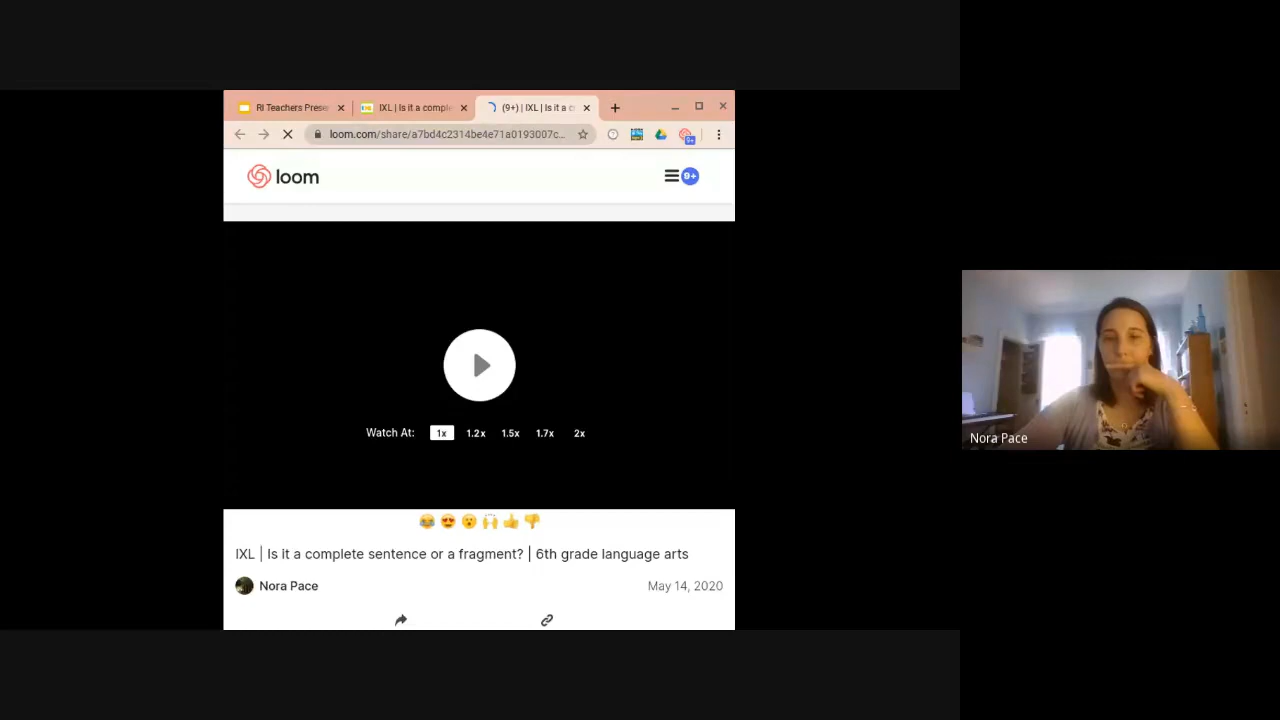 RI Teachers Prese
IXL | Is it a comple
(9+) | IXL | Is it a c
loom.com/share/a7bd4c2314be4e71a0193007c...
9+
loom
9+
Watch At: 1x 1.2x 1.5x 1.7x 2x
IXL | Is it a complete sentence or a fragment? | 6th grade language arts
Nora Pace May 14, 2020
Nora Pace